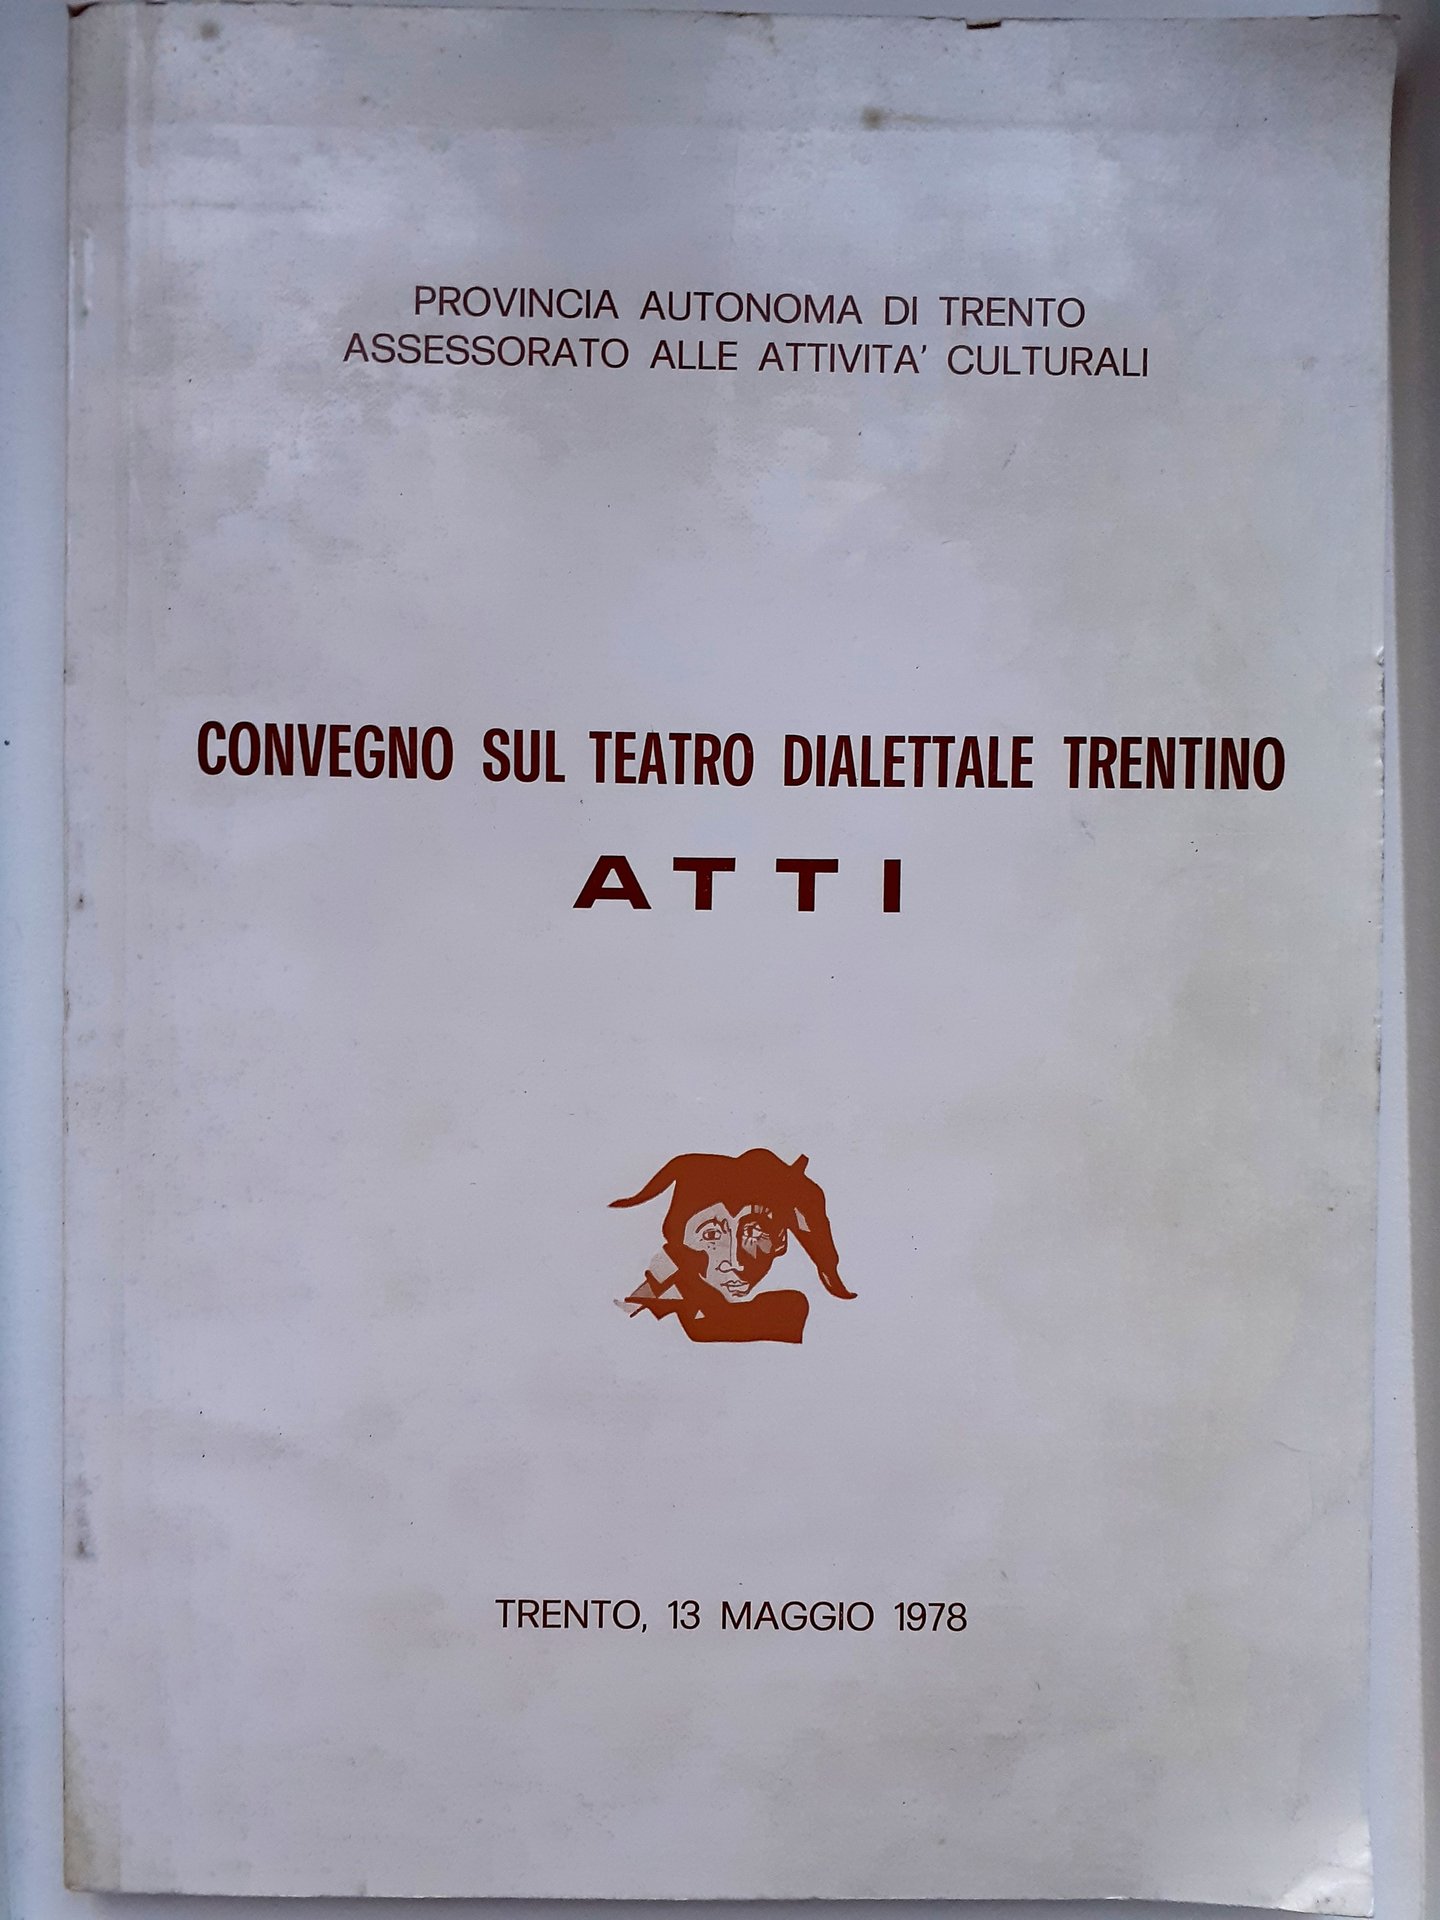 PROVINCIA AUTONOMA DI TRENTO
ASSESSORATO ALLE ATTIVITA' CULTURALI
CONVEGNO SUL TEATRO DIALETTALE TRENTINO
ATTI
TRENTO, 13 MAGGIO 1978